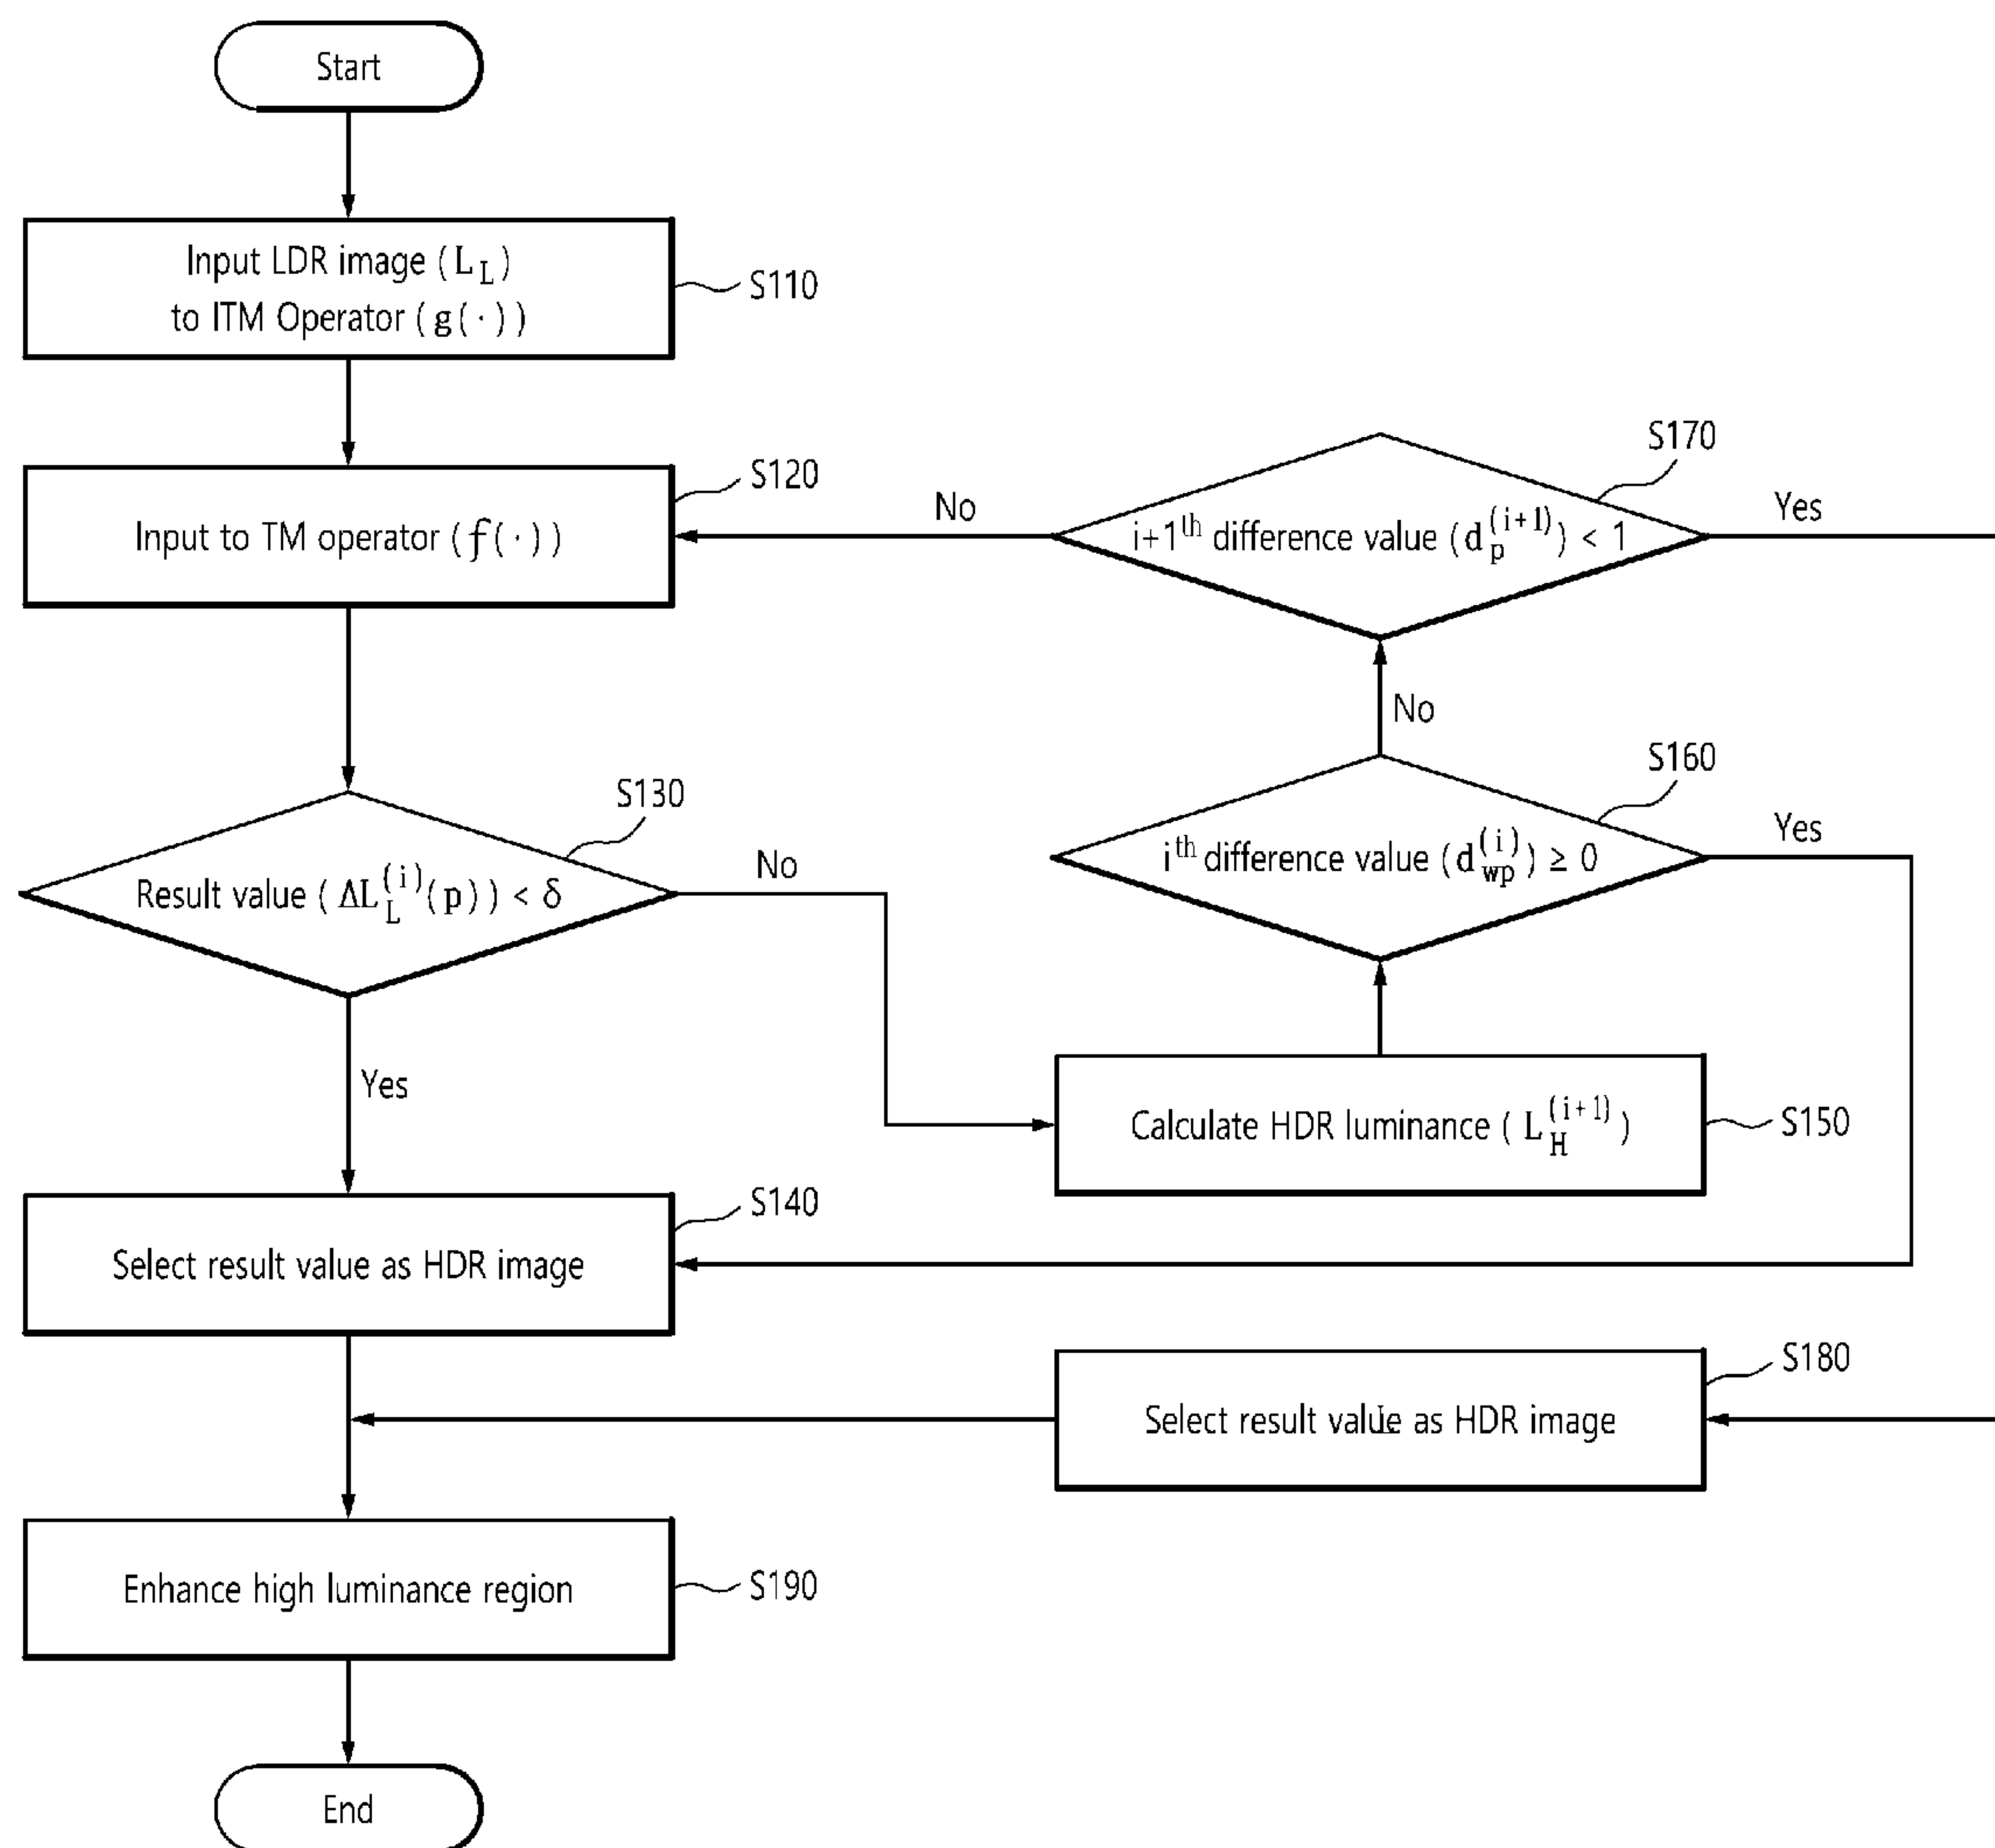 Start
Input LDR image (L_L)
to ITM Operator (g(·))
S110
Input to TM operator (f(·))
S120
Result value (ΔL_L^(i)(p)) < δ
S130
No
Yes
Select result value as HDR image
S140
Calculate HDR luminance (L_H^(i+1))
S150
i^th difference value (d_wp^(i)) ≥ 0
S160
Yes
No
i+1^th difference value (d_p^(i+1)) < 1
S170
Yes
No
Select result value as HDR image
S180
Enhance high luminance region
S190
End